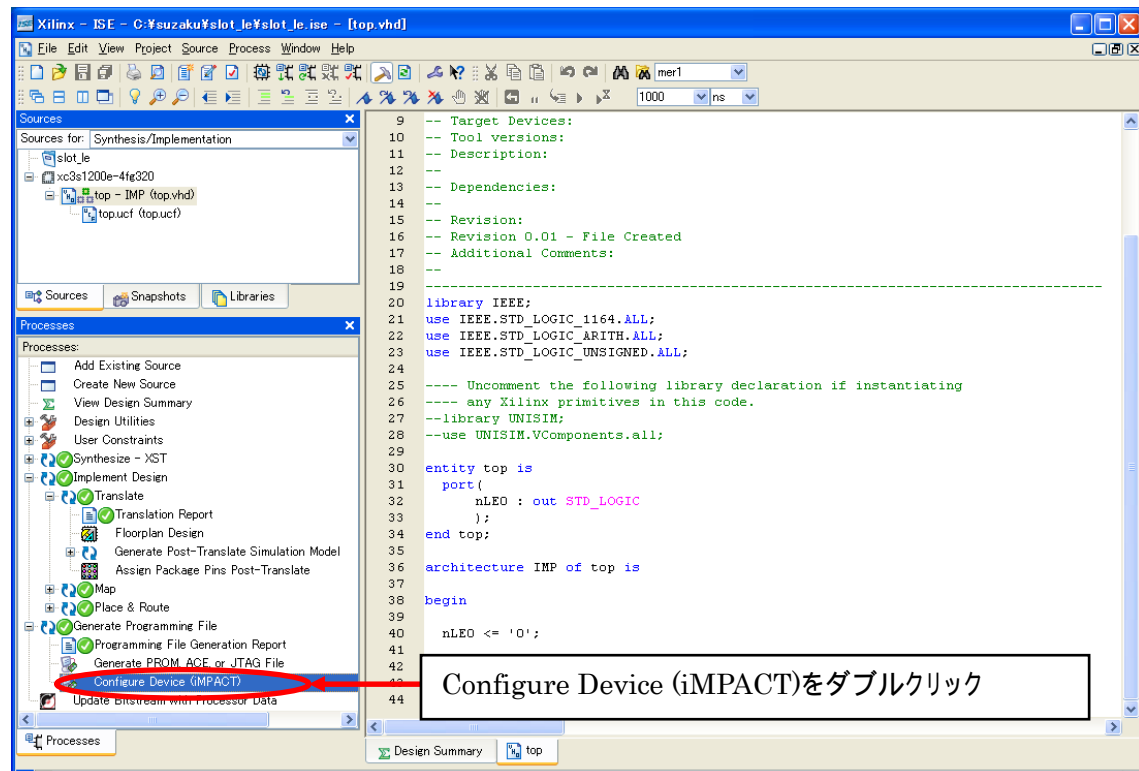 Xilinx - ISE - C:¥suzaku¥slot_le¥slot_le.ise - [top.vhd]
File Edit View Project Source Process Window Help
mer1
1000 ns
Sources
Sources for: Synthesis/Implementation
slot_le
xc3s1200e-4fg320
top - IMP (top.vhd)
top.ucf (top.ucf)
Sources Snapshots Libraries
Processes
Processes:
Add Existing Source
Create New Source
View Design Summary
Design Utilities
User Constraints
Synthesize - XST
Implement Design
Translate
Translation Report
Floorplan Design
Generate Post-Translate Simulation Model
Assign Package Pins Post-Translate
Map
Place & Route
Generate Programming File
Programming File Generation Report
Generate PROM, ACE, or JTAG File
Configure Device (iMPACT)
Update Bitstream with Processor Data
Processes
9 -- Target Devices:
10 -- Tool versions:
11 -- Description:
12 --
13 -- Dependencies:
14 --
15 -- Revision:
16 -- Revision 0.01 - File Created
17 -- Additional Comments:
18 --
19 ----------------------------------------------------------------------------------
20 library IEEE;
21 use IEEE.STD_LOGIC_1164.ALL;
22 use IEEE.STD_LOGIC_ARITH.ALL;
23 use IEEE.STD_LOGIC_UNSIGNED.ALL;
24
25 ---- Uncomment the following library declaration if instantiating
26 ---- any Xilinx primitives in this code.
27 --library UNISIM;
28 --use UNISIM.VComponents.all;
29
30 entity top is
31 port(
32 nLE0 : out STD_LOGIC
33 );
34 end top;
35
36 architecture IMP of top is
37
38 begin
39
40 nLE0 <= '0';
41
42
44
Configure Device (iMPACT)をダブルクリック
Design Summary top